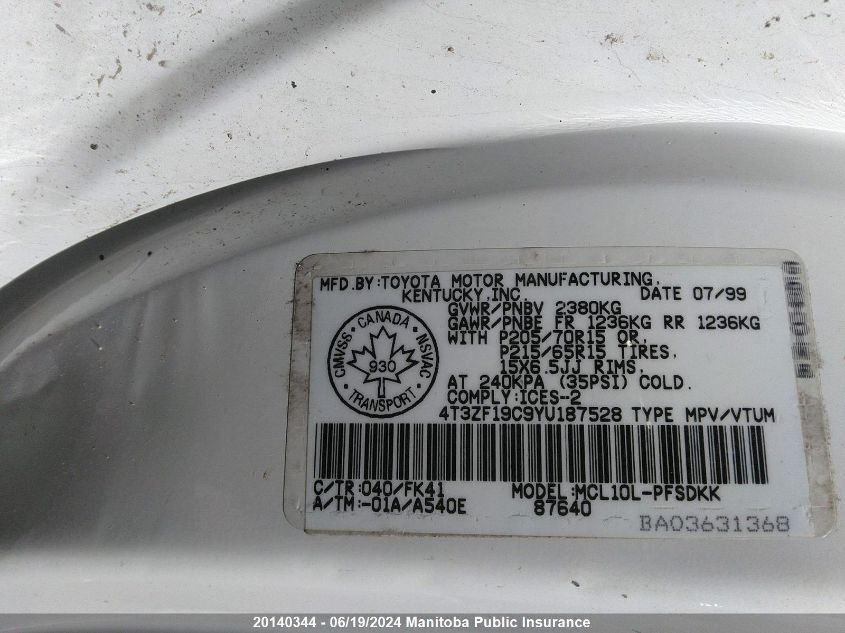 MFD.BY:TOYOTA MOTOR MANUFACTURING,
KENTUCKY,INC. DATE 07/99
GVWR/PNBV 2380KG
GAWR/PNBE FR 1236KG RR 1236KG
WITH P205/70R15 OR,
P215/65R15 TIRES,
15X6.5JJ RIMS,
AT 240KPA (35PSI) COLD.
COMPLY:ICES-2
CANADA
CMVSS NSVAC
930
TRANSPORT
4T3ZF19C9YU187528 TYPE MPV/VTUM
C/TR:040/FK41 MODEL:MCL10L-PFSDKK
A/TM:-01A/A540E 87640
BA03631368
20140344 - 06/19/2024 Manitoba Public Insurance